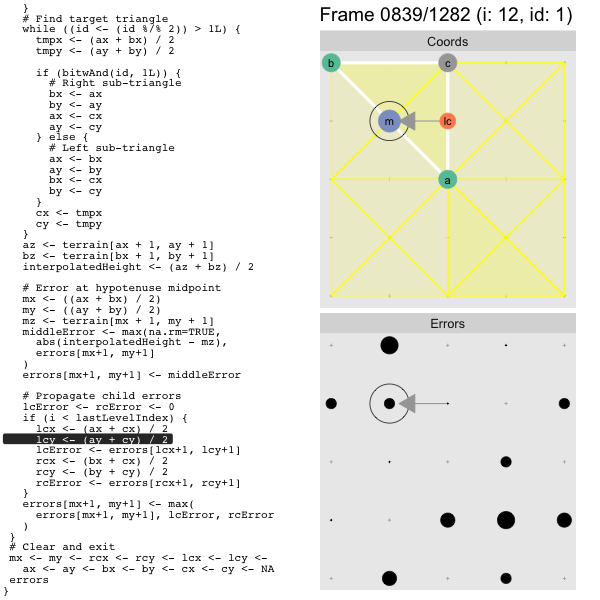 }
  # Find target triangle
  while ((id <- (id %/% 2)) > 1L) {
    tmpx <- (ax + bx) / 2
    tmpy <- (ay + by) / 2

    if (bitwAnd(id, 1L)) {
      # Right sub-triangle
      bx <- ax
      by <- ay
      ax <- cx
      ay <- cy
    } else {
      # Left sub-triangle
      ax <- bx
      ay <- by
      bx <- cx
      by <- cy
    }
    cx <- tmpx
    cy <- tmpy
  }
  az <- terrain[ax + 1, ay + 1]
  bz <- terrain[bx + 1, by + 1]
  interpolatedHeight <- (az + bz) / 2

  # Error at hypotenuse midpoint
  mx <- ((ax + bx) / 2)
  my <- ((ay + by) / 2)
  mz <- terrain[mx + 1, my + 1]
  middleError <- max(na.rm=TRUE,
    abs(interpolatedHeight - mz),
    errors[mx+1, my+1]
  )
  errors[mx+1, my+1] <- middleError

  # Propagate child errors
  lcError <- rcError <- 0
  if (i < lastLevelIndex) {
    lcx <- (ax + cx) / 2
    lcy <- (ay + cy) / 2
    lcError <- errors[lcx+1, lcy+1]
    rcx <- (bx + cx) / 2
    rcy <- (by + cy) / 2
    rcError <- errors[rcx+1, rcy+1]
  }
  errors[mx+1, my+1] <- max(
    errors[mx+1, my+1], lcError, rcError
  )
 }
 # Clear and exit
 mx <- my <- rcx <- rcy <- lcx <- lcy <-
   ax <- ay <- bx <- by <- cx <- cy <- NA
 errors
}
Frame 0839/1282 (i: 12, id: 1)
Coords
b
c
m
lc
a
Errors